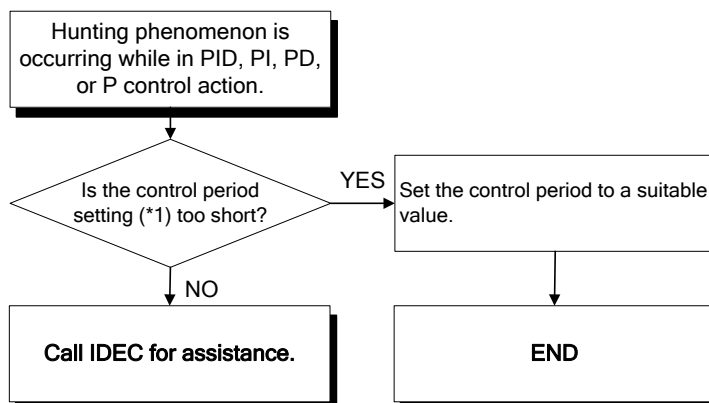 Hunting phenomenon is
occurring while in PID, PI, PD,
or P control action.
Is the control period
setting (*1) too short?
YES
Set the control period to a suitable
value.
NO
Call IDEC for assistance.
END